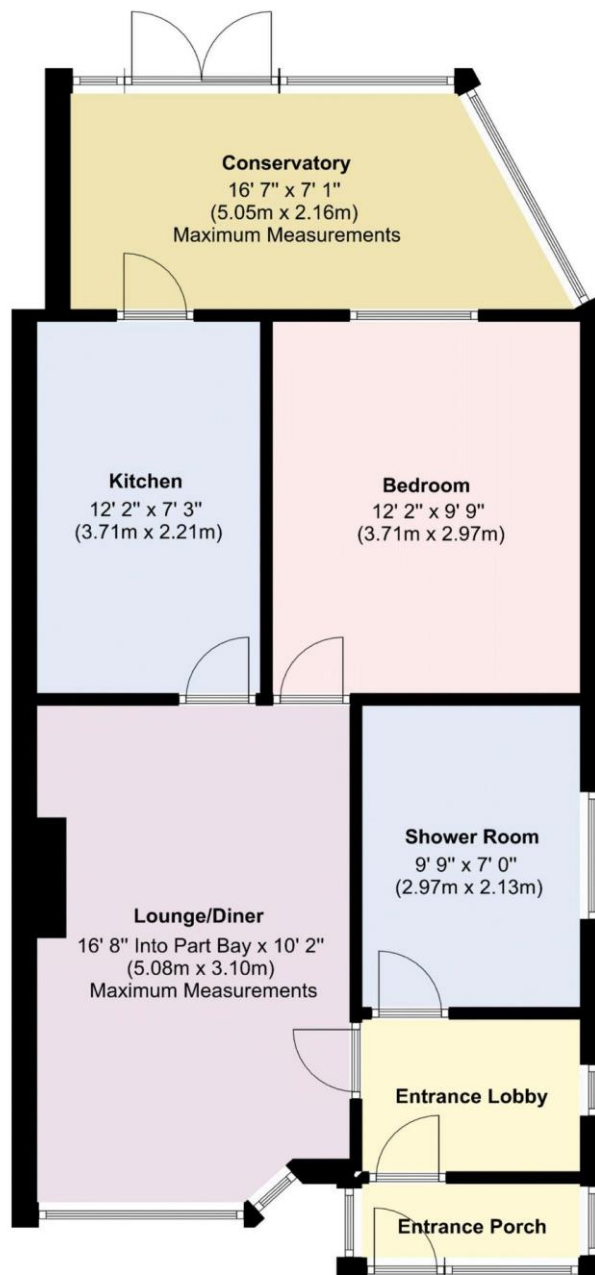 Conservatory
16' 7" x 7' 1"
(5.05m x 2.16m)
Maximum Measurements
Kitchen
12' 2" x 7' 3"
(3.71m x 2.21m)
Bedroom
12' 2" x 9' 9"
(3.71m x 2.97m)
Shower Room
9' 9" x 7' 0"
(2.97m x 2.13m)
Lounge/Diner
16' 8" Into Part Bay x 10' 2"
(5.08m x 3.10m)
Maximum Measurements
Entrance Lobby
Entrance Porch